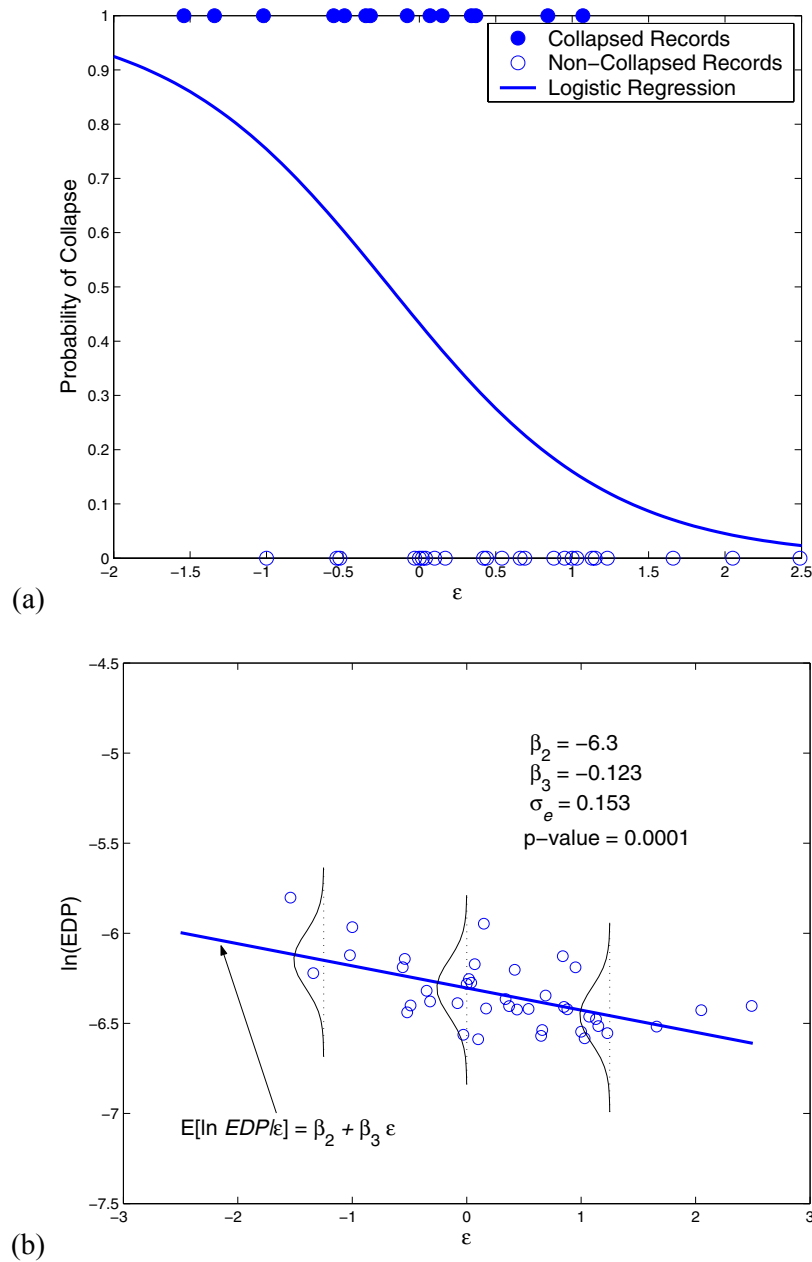 1
0.9
0.8
0.7
0.6
0.5
0.4
0.3
0.2
0.1
0
Probability of Collapse
Collapsed Records
Non−Collapsed Records
Logistic Regression
−2 −1.5 −1 −0.5 0 0.5 1 1.5 2 2.5
ε
(a)
−4.5
−5
−5.5
−6
−6.5
−7
−7.5
ln(EDP)
β2 = −6.3
β3 = −0.123
σe = 0.153
p−value = 0.0001
E[ln EDP|ε] = β2 + β3 ε
−3 −2 −1 0 1 2 3
ε
(b)